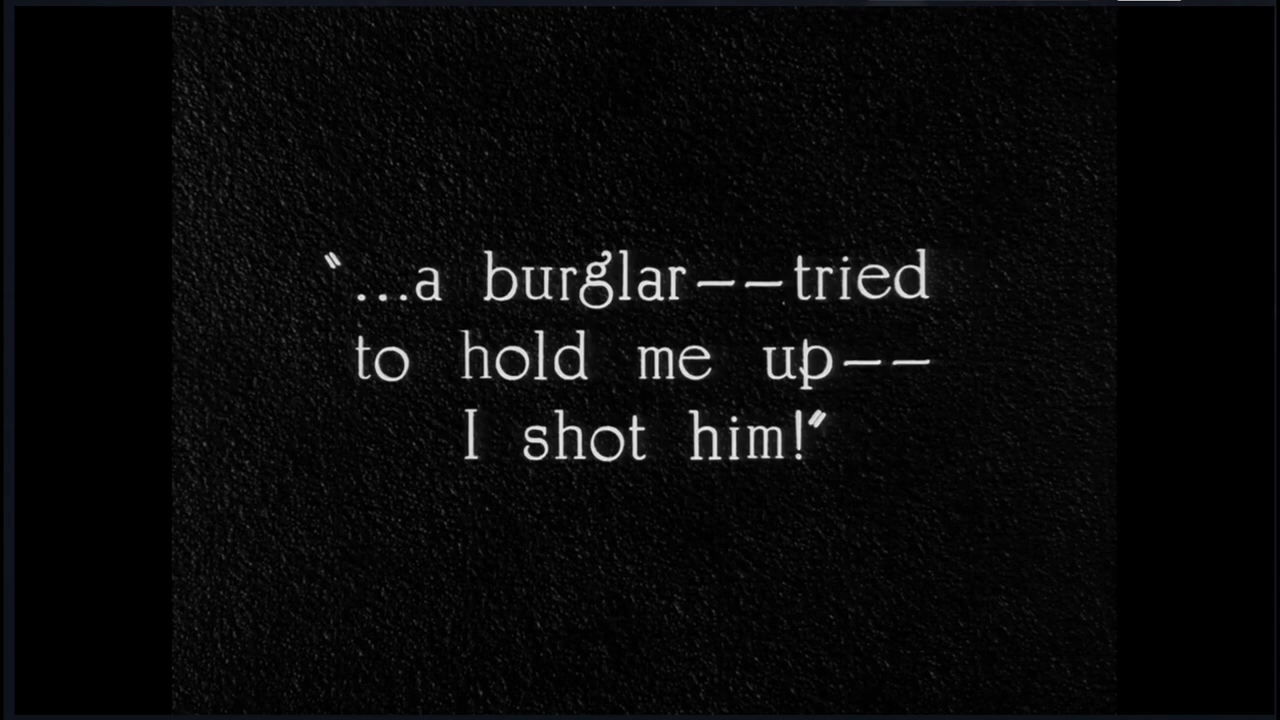 "...a burglar--tried
to hold me up--
I shot him!"